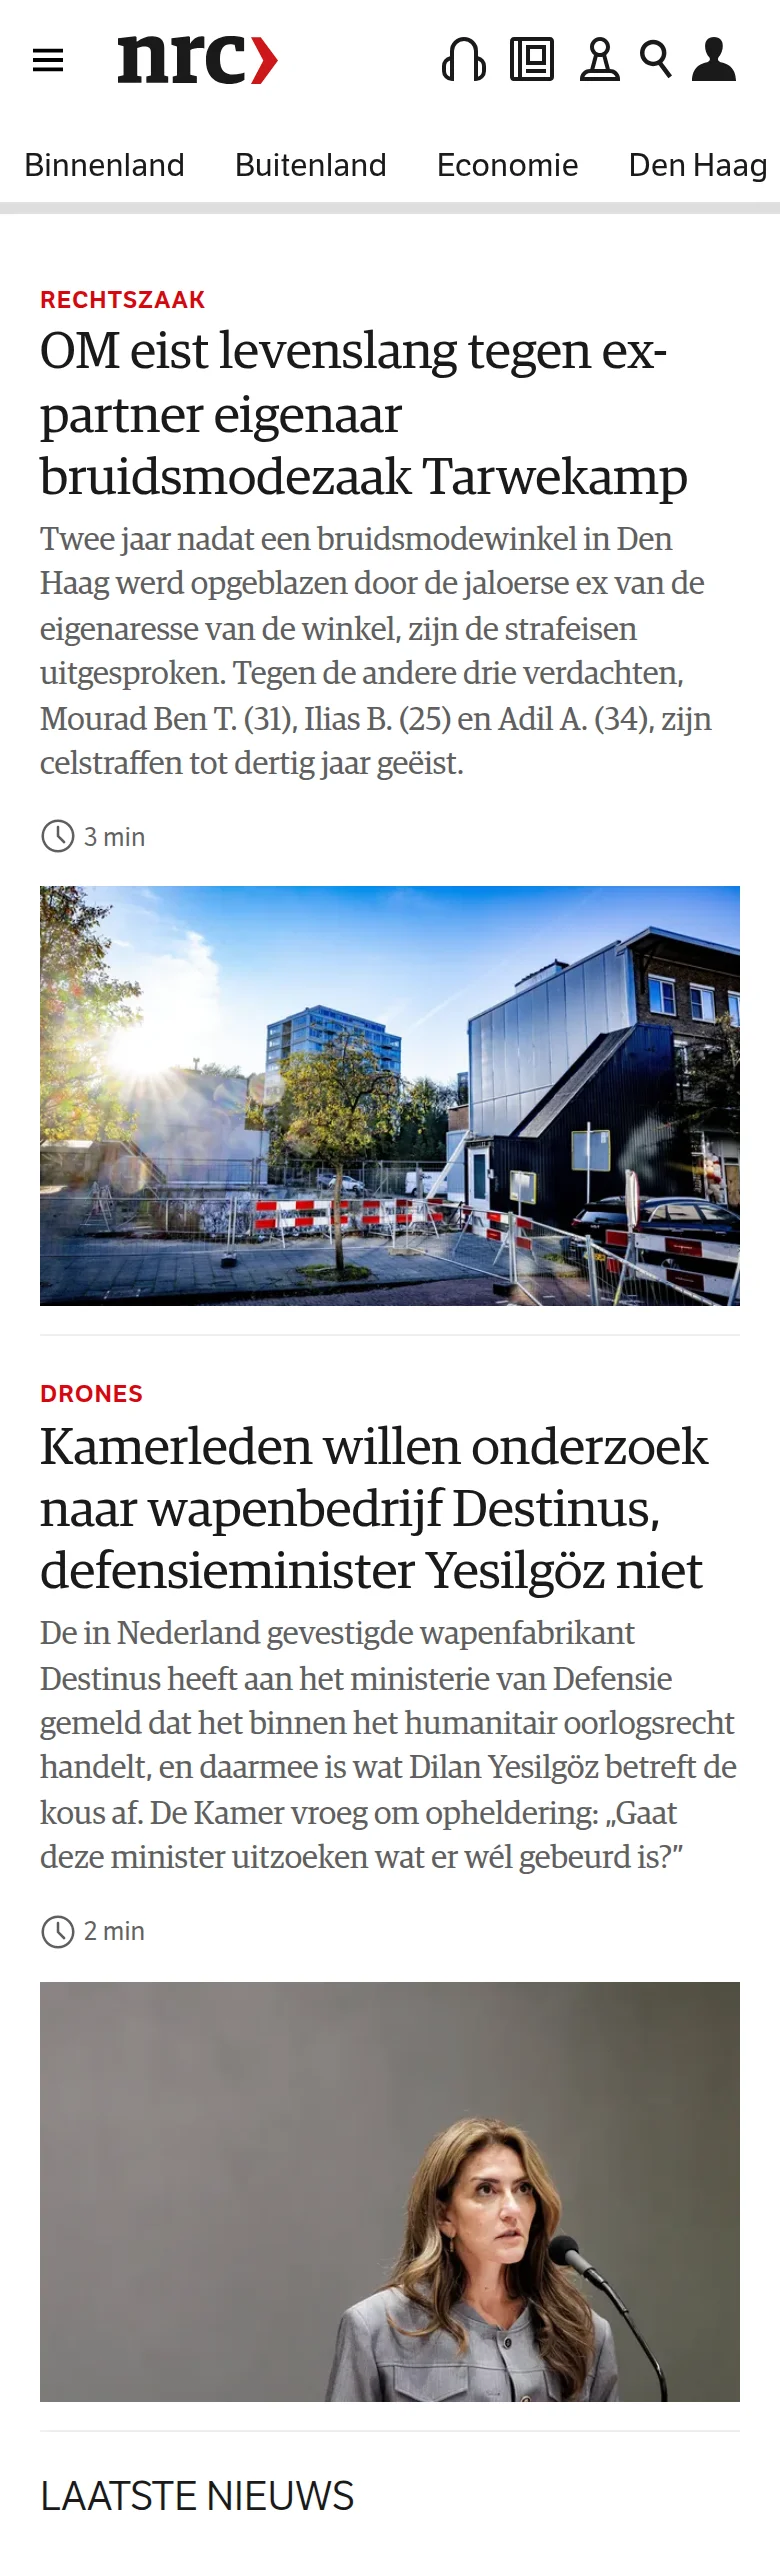 nrc
Binnenland Buitenland Economie Den Haag
RECHTSZAAK
OM eist levenslang tegen ex-
partner eigenaar
bruidsmodezaak Tarwekamp
Twee jaar nadat een bruidsmodewinkel in Den
Haag werd opgeblazen door de jaloerse ex van de
eigenaresse van de winkel, zijn de strafeisen
uitgesproken. Tegen de andere drie verdachten,
Mourad Ben T. (31), Ilias B. (25) en Adil A. (34), zijn
celstraffen tot dertig jaar geëist.
3 min
DRONES
Kamerleden willen onderzoek
naar wapenbedrijf Destinus,
defensieminister Yesilgöz niet
De in Nederland gevestigde wapenfabrikant
Destinus heeft aan het ministerie van Defensie
gemeld dat het binnen het humanitair oorlogsrecht
handelt, en daarmee is wat Dilan Yesilgöz betreft de
kous af. De Kamer vroeg om opheldering: „Gaat
deze minister uitzoeken wat er wél gebeurd is?”
2 min
LAATSTE NIEUWS